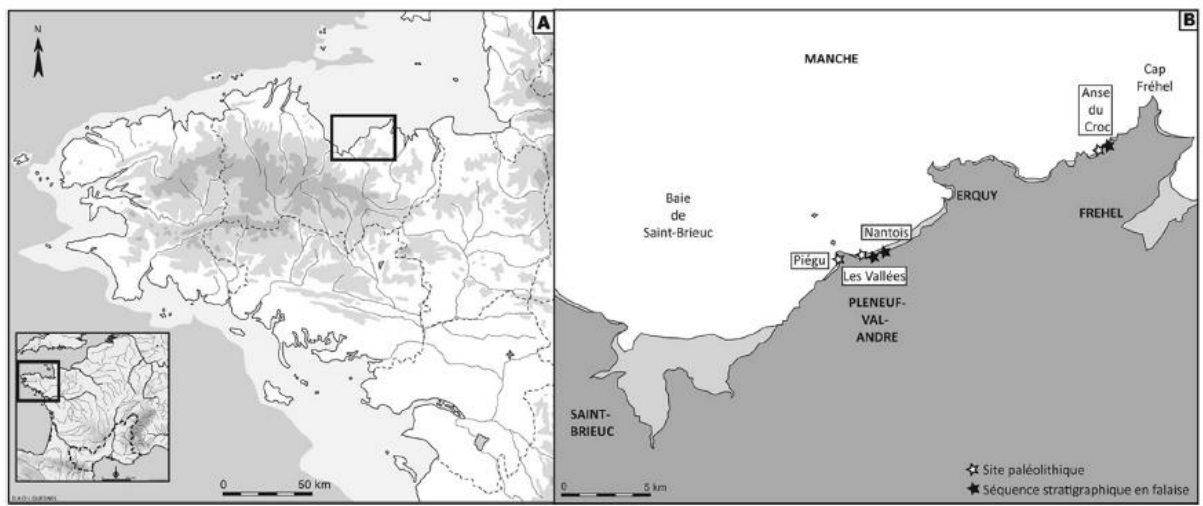 A
N
0
50 km
B
MANCHE
Cap
Fréhel
Anse
du
Croc
Baie
de
Saint-Brieuc
ERQUY
FREHEL
Nantois
Piégu
Les Vallées
PLENEUF-
VAL-
ANDRE
SAINT-
BRIEUC
Site paléolithique
Séquence stratigraphique en falaise
0
5 km